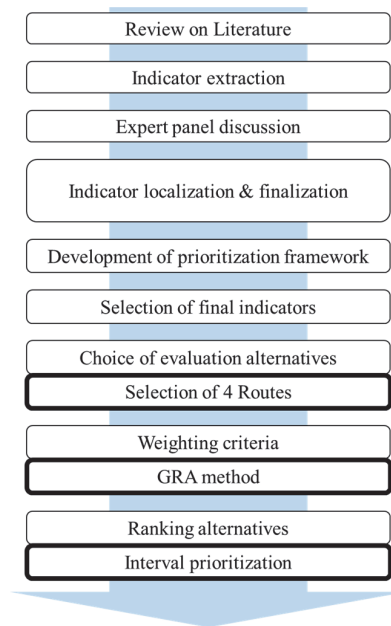 Review on Literature
Indicator extraction
Expert panel discussion
Indicator localization & finalization
Development of prioritization framework
Selection of final indicators
Choice of evaluation alternatives
Selection of 4 Routes
Weighting criteria
GRA method
Ranking alternatives
Interval prioritization